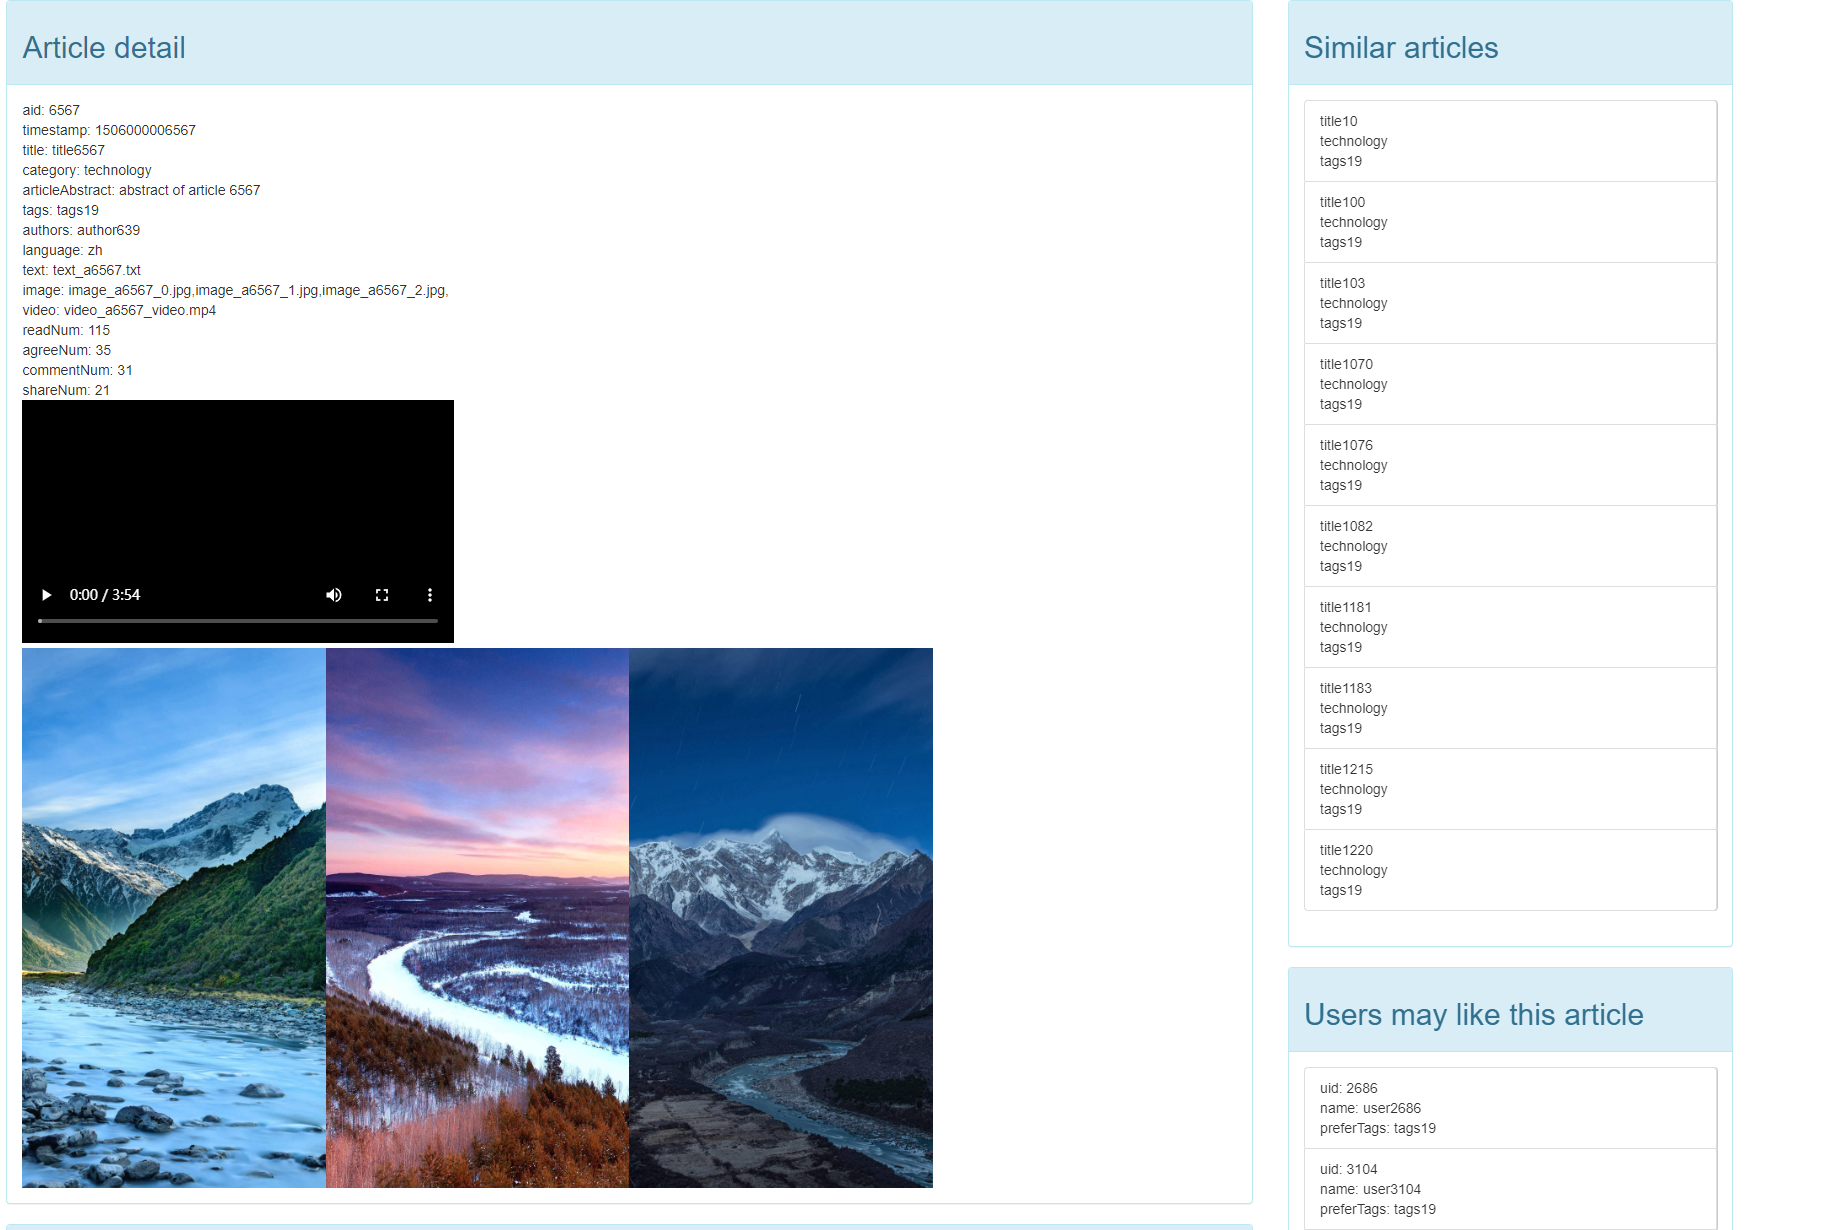 Article detail
aid: 6567
timestamp: 1506000006567
title: title6567
category: technology
articleAbstract: abstract of article 6567
tags: tags19
authors: author639
language: zh
text: text_a6567.txt
image: image_a6567_0.jpg,image_a6567_1.jpg,image_a6567_2.jpg,
video: video_a6567_video.mp4
readNum: 115
agreeNum: 35
commentNum: 31
shareNum: 21
0:00 / 3:54
Similar articles
title10
technology
tags19
title100
technology
tags19
title103
technology
tags19
title1070
technology
tags19
title1076
technology
tags19
title1082
technology
tags19
title1181
technology
tags19
title1183
technology
tags19
title1215
technology
tags19
title1220
technology
tags19
Users may like this article
uid: 2686
name: user2686
preferTags: tags19
uid: 3104
name: user3104
preferTags: tags19